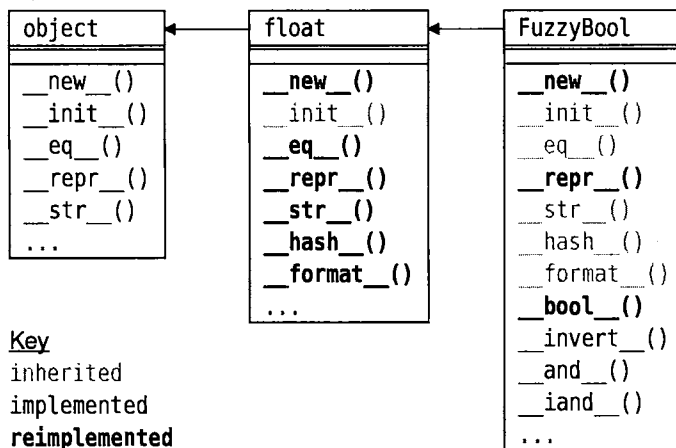 object
__new__()
__init__()
__eq__()
__repr__()
__str__()
...
float
__new__()
__init__()
__eq__()
__repr__()
__str__()
__hash__()
__format__()
...
FuzzyBool
__new__()
__init__()
__eq__()
__repr__()
__str__()
__hash__()
__format__()
__bool__()
__invert__()
__and__()
__iand__()
...
Key
inherited
implemented
reimplemented